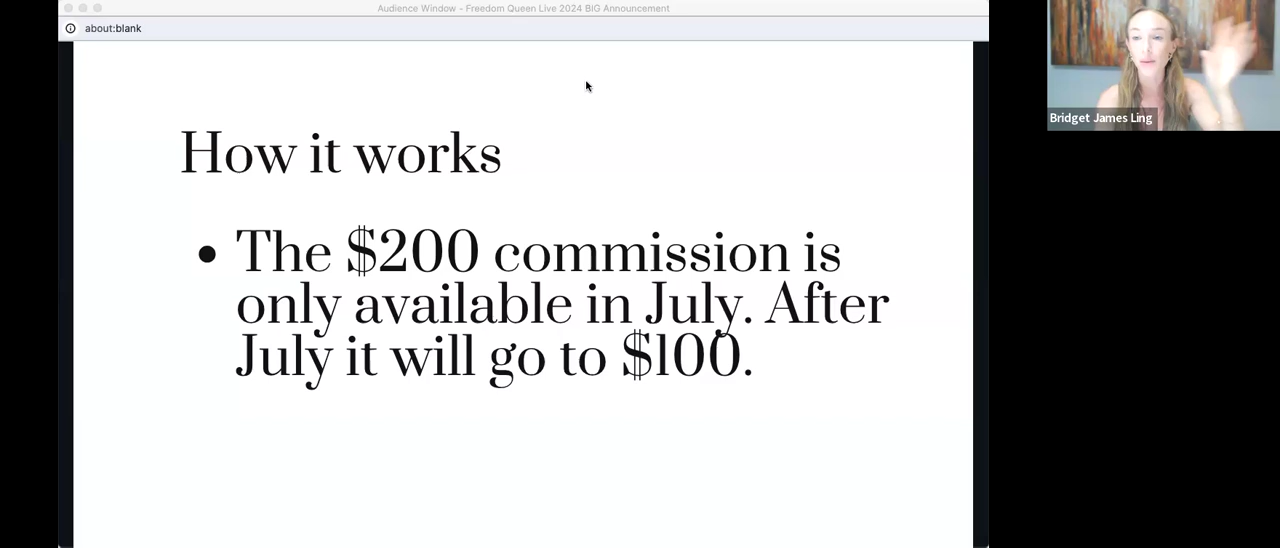 Audience Window - Freedom Queen Live 2024 BIG Announcement
about:blank
Bridget James Ling
How it works
• The $200 commission is
only available in July. After
July it will go to $100.